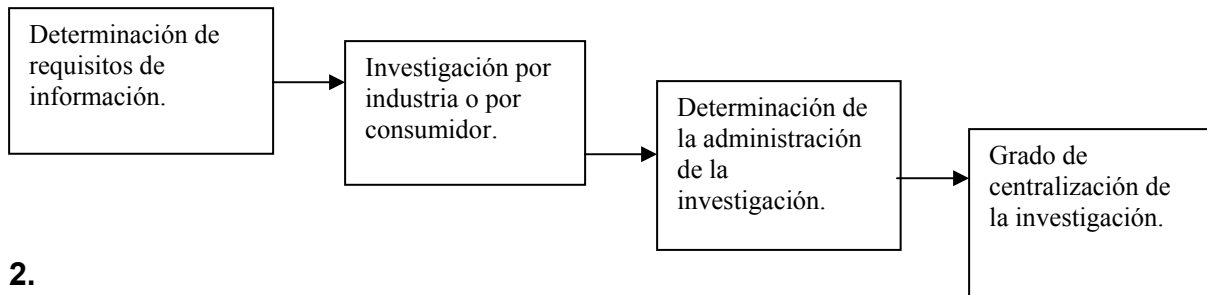 Determinación de
requisitos de
información.
Investigación por
industria o por
consumidor.
Determinación de
la administración
de la
investigación.
Grado de
centralización de
la investigación.
2.